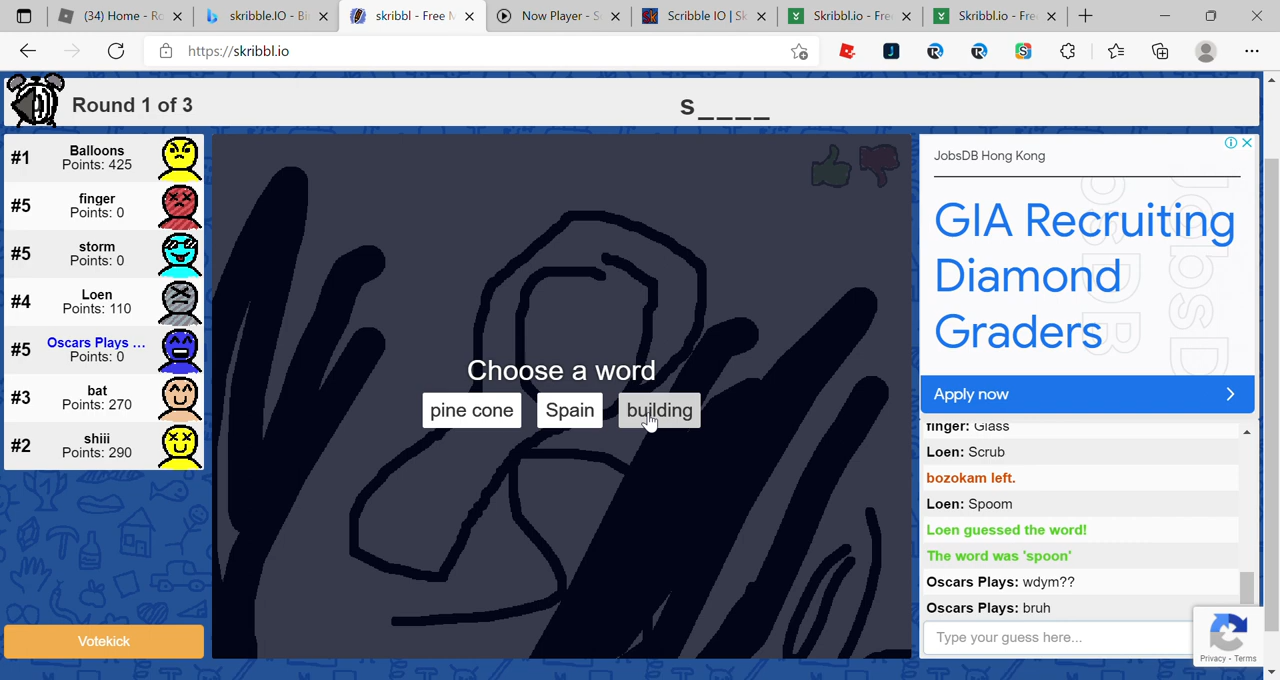 (34) Home - Ro
skribble.IO - Bi
skribbl - Free M
Now Player - S
Scribble IO | Sk
Skribbl.io - Fre
Skribbl.io - Fre
https://skribbl.io
Round 1 of 3
s____
#1 Balloons
Points: 425
#5 finger
Points: 0
#5 storm
Points: 0
#4 Loen
Points: 110
#5 Oscars Plays ...
Points: 0
#3 bat
Points: 270
#2 shiii
Points: 290
Votekick
Choose a word
pine cone Spain building
JobsDB Hong Kong
GIA Recruiting
Diamond
Graders
Apply now
finger: Glass
Loen: Scrub
bozokam left.
Loen: Spoom
Loen guessed the word!
The word was 'spoon'
Oscars Plays: wdym??
Oscars Plays: bruh
Type your guess here...
Privacy - Terms